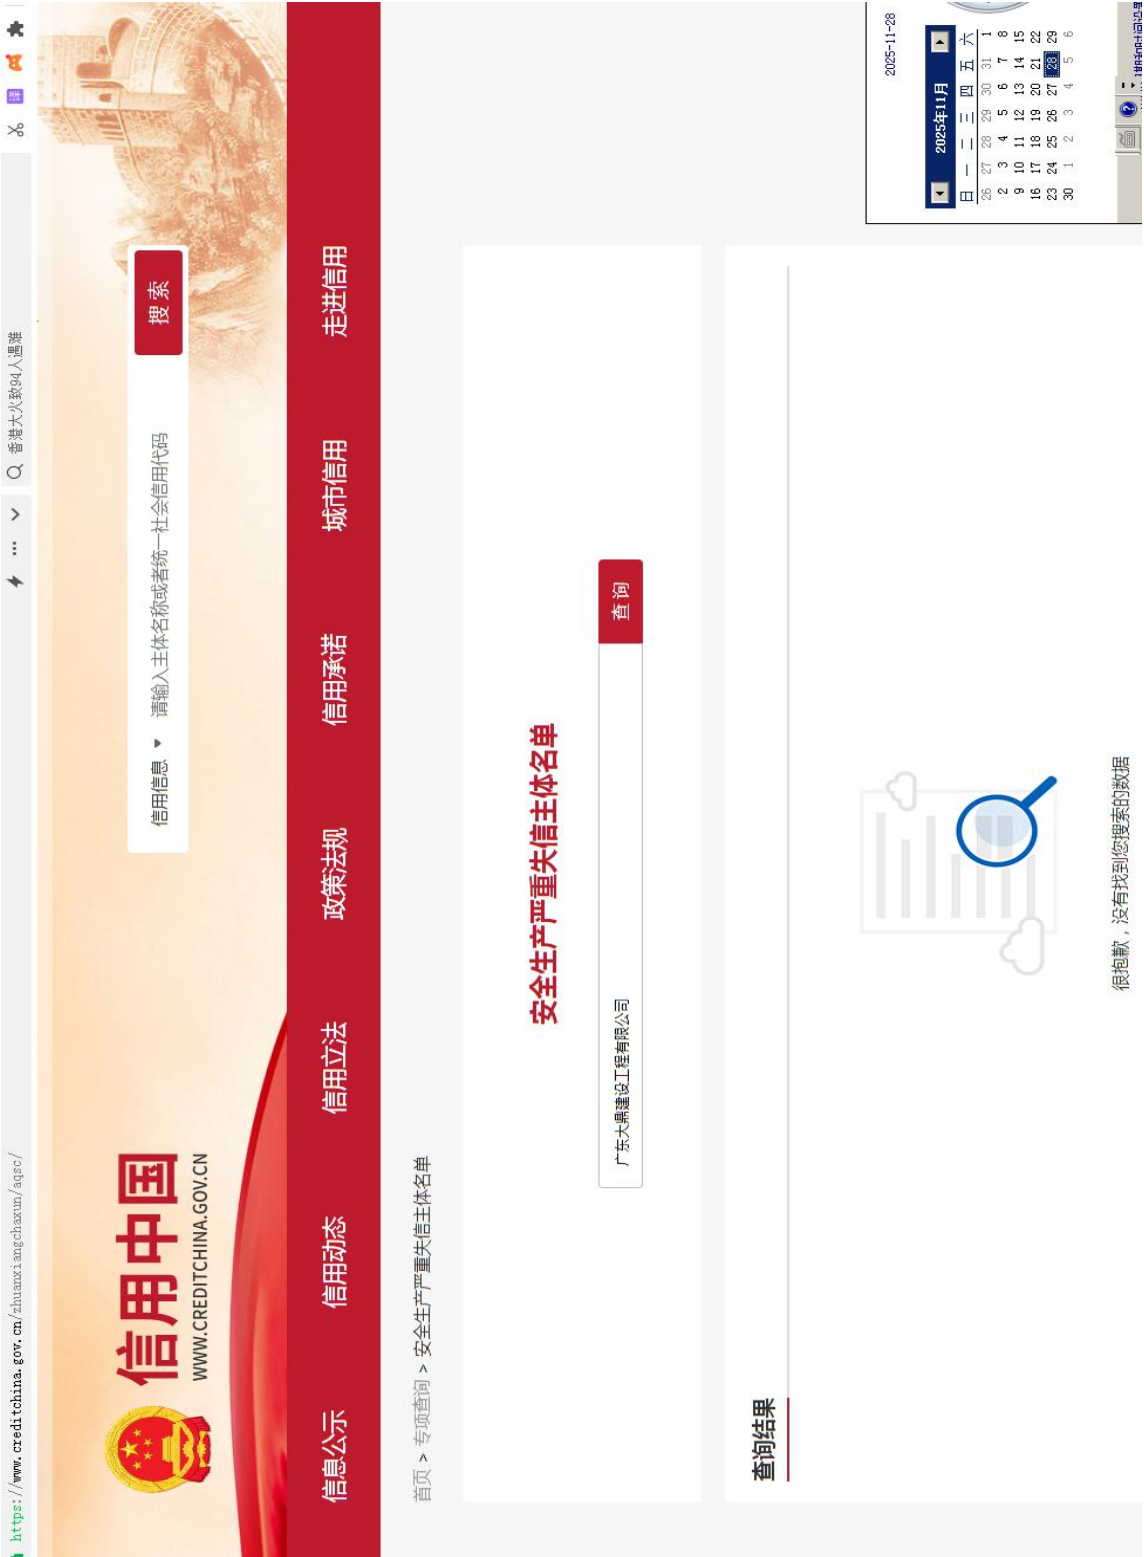 https://www.creditchina.gov.cn/zhuanxiangchaxun/aqsc/
香港大火致94人遇难
译
信用中国
WWW.CREDITCHINA.GOV.CN
信用信息 请输入主体名称或者统一社会信用代码 搜索
信息公示 信用动态 信用立法 政策法规 信用承诺 城市信用 走进信用
首页 > 专项查询 > 安全生产严重失信主体名单
安全生产严重失信主体名单
广东大鼎建设工程有限公司 查询
查询结果
很抱歉，没有找到您搜索的数据
2025-11-28
2025年11月
日 一 二 三 四 五 六
26 27 28 29 30 31 1
2 3 4 5 6 7 8
9 10 11 12 13 14 15
16 17 18 19 20 21 22
23 24 25 26 27 28 29
30 1 2 3 4 5 6